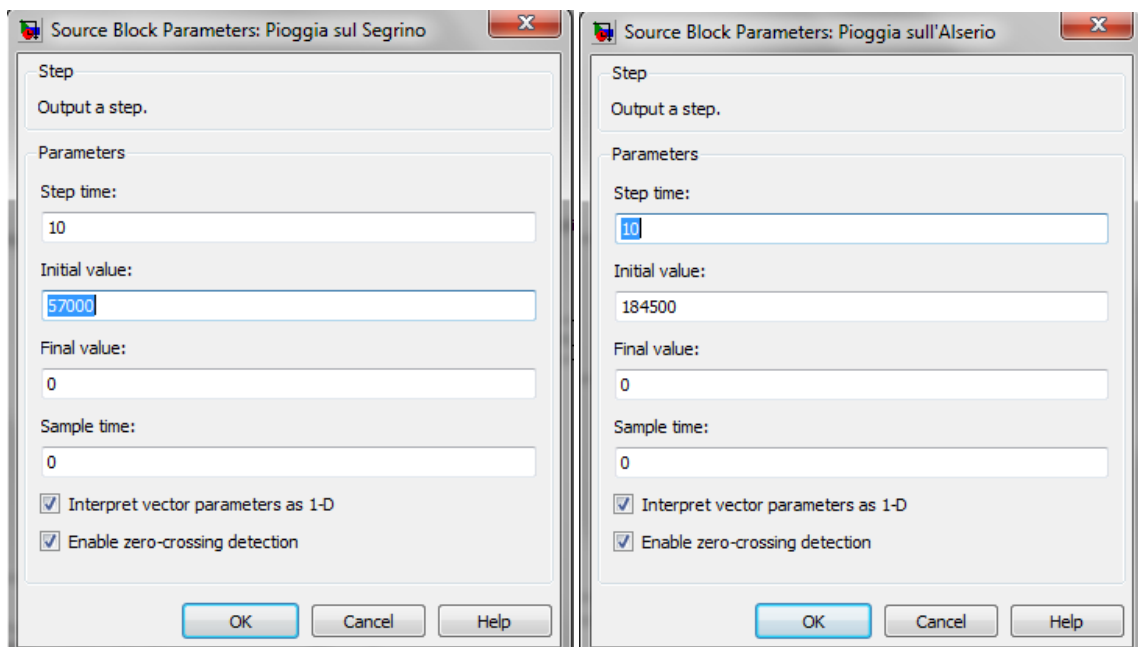 Source Block Parameters: Pioggia sul Segrino
Step
Output a step.
Parameters
Step time:
10
Initial value:
57000
Final value:
0
Sample time:
0
Interpret vector parameters as 1-D
Enable zero-crossing detection
OK
Cancel
Help
Source Block Parameters: Pioggia sull'Alserio
Step
Output a step.
Parameters
Step time:
10
Initial value:
184500
Final value:
0
Sample time:
0
Interpret vector parameters as 1-D
Enable zero-crossing detection
OK
Cancel
Help